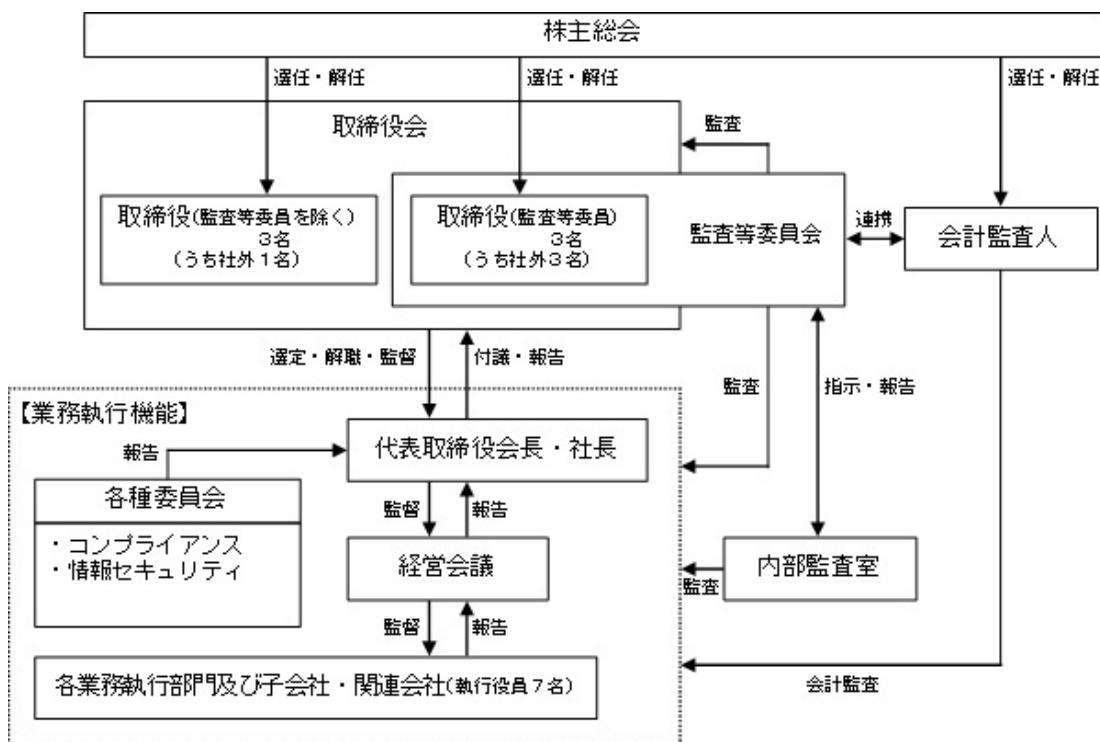 株主総会
選任・解任
選任・解任
選任・解任
取締役会
監査
取締役(監査等委員を除く)
3名
(うち社外1名)
取締役(監査等委員)
3名
(うち社外3名)
監査等委員会
連携
会計監査人
選定・解職・監督
付議・報告
監査
指示・報告
【業務執行機能】
報告
代表取締役会長・社長
各種委員会
・コンプライアンス
・情報セキュリティ
監督
報告
経営会議
監査
内部監査室
監督
報告
各業務執行部門及び子会社・関連会社(執行役員7名)
会計監査